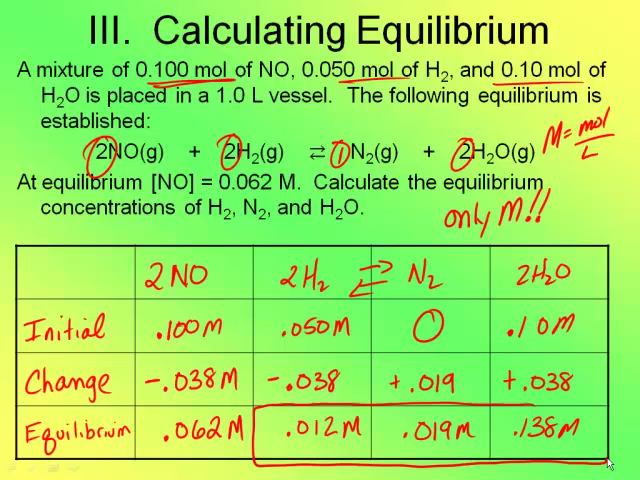 III. Calculating Equilibrium
A mixture of 0.100 mol of NO, 0.050 mol of H₂, and 0.10 mol of
H₂O is placed in a 1.0 L vessel. The following equilibrium is
established:
2NO(g) + 2H₂(g) ⇄ 1N₂(g) + 2H₂O(g)
M = mol/L
At equilibrium [NO] = 0.062 M. Calculate the equilibrium
concentrations of H₂, N₂, and H₂O.
only M!!
2NO 2H₂ ⇄ N₂ 2H₂O
Initial .100M .050M 0 .10M
Change -.038M -.038 +.019 +.038
Equilibrium .062M .012M .019M .138M